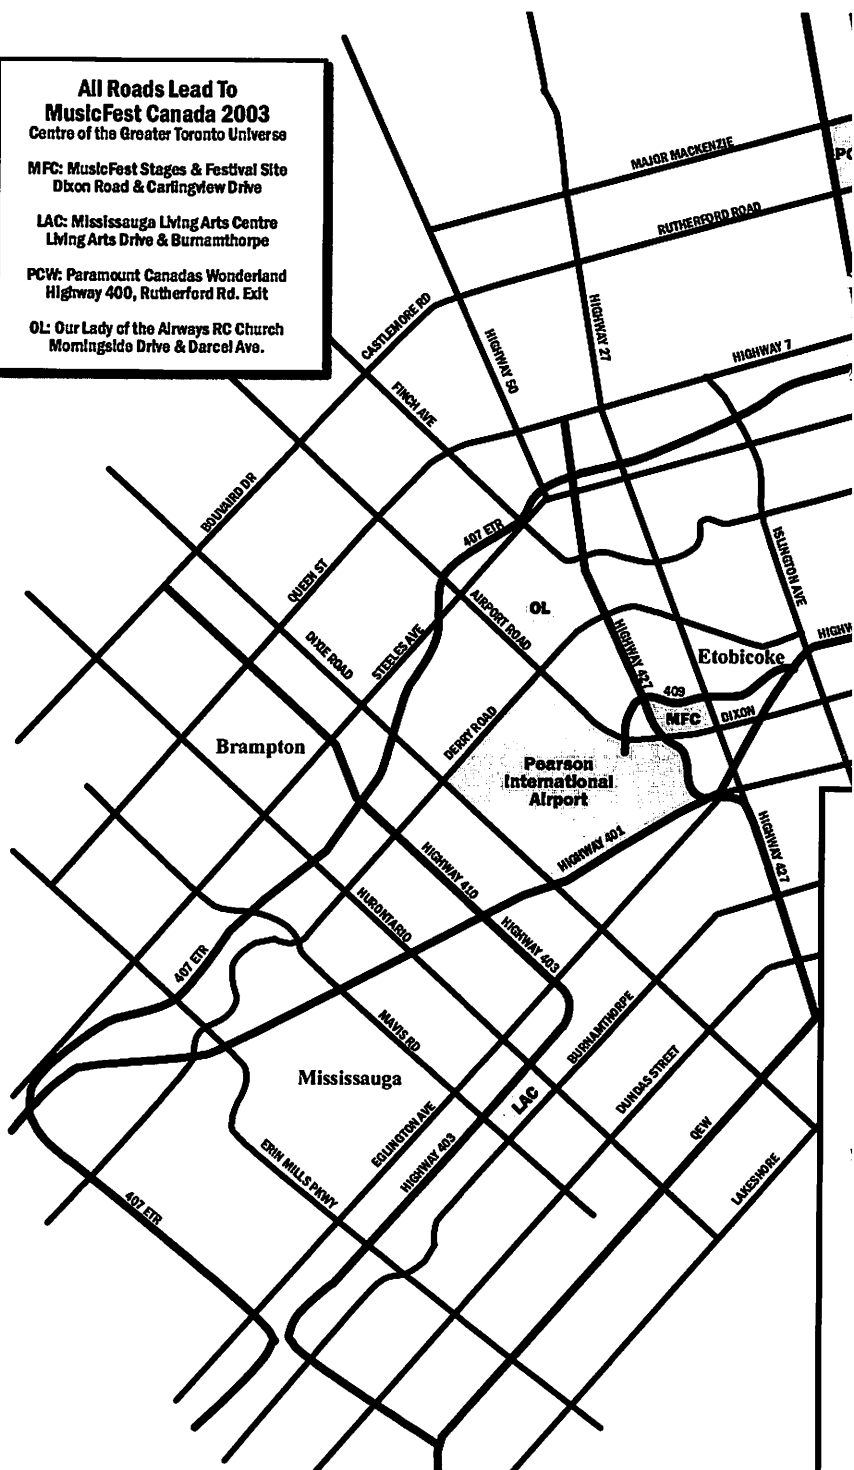 All Roads Lead To
MusicFest Canada 2003
Centre of the Greater Toronto Universe
MFC: MusicFest Stages & Festival Site
Dixon Road & Carlingview Drive
LAC: Mississauga Living Arts Centre
Living Arts Drive & Burnamthorpe
PCW: Paramount Canadas Wonderland
Highway 400, Rutherford Rd. Exit
OL: Our Lady of the Airways RC Church
Morningside Drive & Darcel Ave.
MAJOR MACKENZIE
PC
RUTHERFORD ROAD
CASTLEMORE RD
HIGHWAY 27
HIGHWAY 50
HIGHWAY 7
FINCH AVE
BOUVAIRD DR
407 ETR
QUEEN ST
ISLINGTON AVE
AIRPORT ROAD
OL
DIXIE ROAD
STEELES AVE
HIGHWAY 427
HIGHW
Etobicoke
409
MFC
DIXON
DERRY ROAD
Brampton
Pearson
International
Airport
HIGHWAY 401
HIGHWAY 427
HIGHWAY 410
HURONTARIO
HIGHWAY 403
407 ETR
MAVIS RD
BURNAMTHORPE
Mississauga
LAC
DUNDAS STREET
EGLINGTON AVE
HIGHWAY 403
QEW
ERIN MILLS PKWY
LAKESHORE
407 ETR